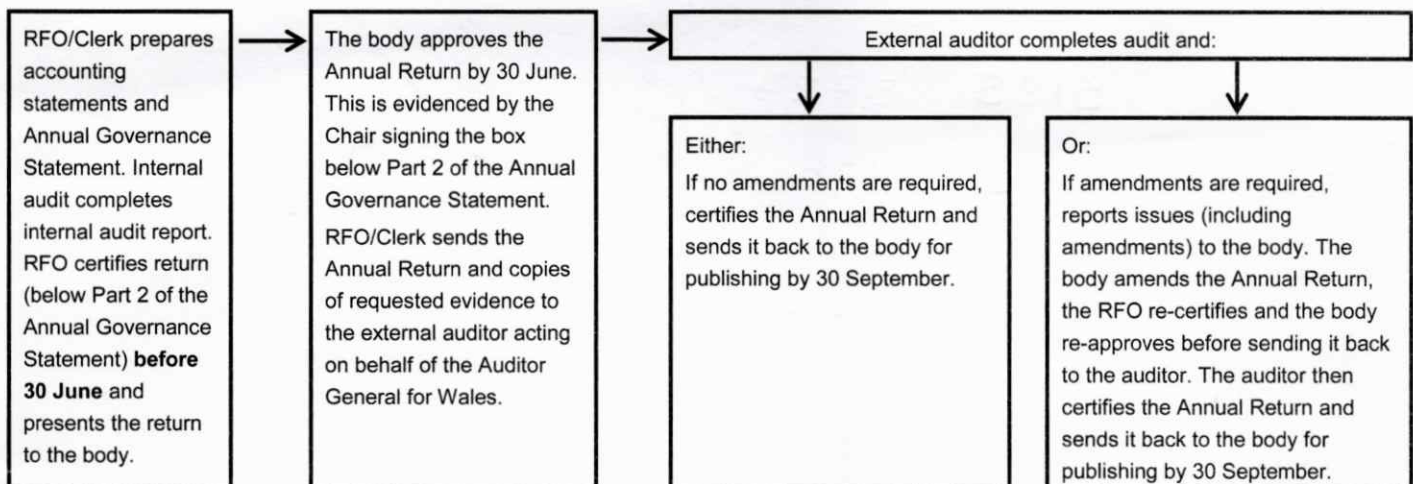 RFO/Clerk prepares
accounting
statements and
Annual Governance
Statement. Internal
audit completes
internal audit report.
RFO certifies return
(below Part 2 of the
Annual Governance
Statement) before
30 June and
presents the return
to the body.
The body approves the
Annual Return by 30 June.
This is evidenced by the
Chair signing the box
below Part 2 of the Annual
Governance Statement.
RFO/Clerk sends the
Annual Return and copies
of requested evidence to
the external auditor acting
on behalf of the Auditor
General for Wales.
External auditor completes audit and:
Either:
If no amendments are required,
certifies the Annual Return and
sends it back to the body for
publishing by 30 September.
Or:
If amendments are required,
reports issues (including
amendments) to the body. The
body amends the Annual Return,
the RFO re-certifies and the body
re-approves before sending it back
to the auditor. The auditor then
certifies the Annual Return and
sends it back to the body for
publishing by 30 September.